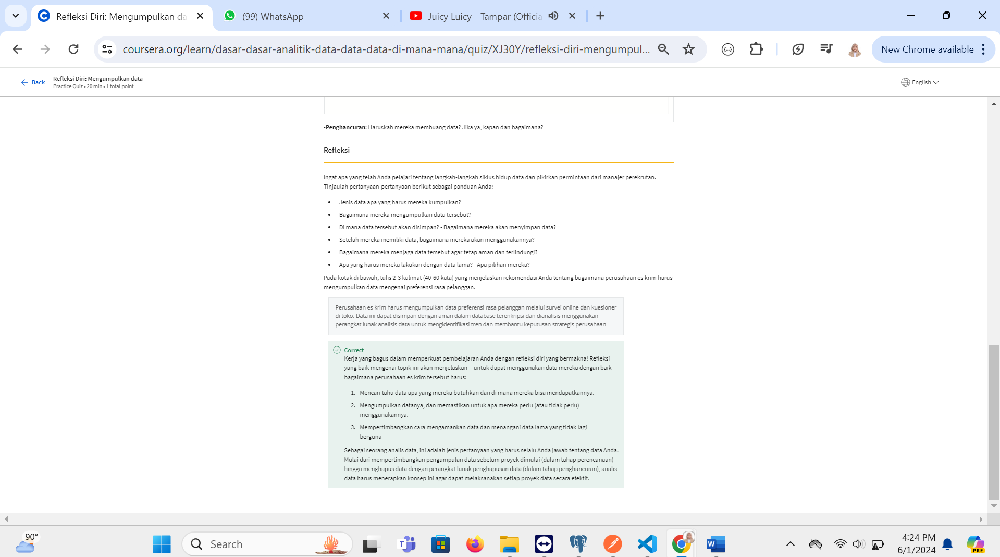 Refleksi Diri: Mengumpulkan da
(99) WhatsApp
Juicy Luicy - Tampar (Officia
coursera.org/learn/dasar-dasar-analitik-data-data-data-di-mana-mana/quiz/XJ30Y/refleksi-diri-mengumpul...
New Chrome available
Back
Refleksi Diri: Mengumpulkan data
Practice Quiz • 20 min • 1 total point
English
-Penghancuran: Haruskah mereka membuang data? Jika ya, kapan dan bagaimana?
Refleksi
Ingat apa yang telah Anda pelajari tentang langkah-langkah siklus hidup data dan pikirkan permintaan dari manajer perekrutan.
Tinjaulah pertanyaan-pertanyaan berikut sebagai panduan Anda:
• Jenis data apa yang harus mereka kumpulkan?
• Bagaimana mereka mengumpulkan data tersebut?
• Di mana data tersebut akan disimpan? - Bagaimana mereka akan menyimpan data?
• Setelah mereka memiliki data, bagaimana mereka akan menggunakannya?
• Bagaimana mereka menjaga data tersebut agar tetap aman dan terlindungi?
• Apa yang harus mereka lakukan dengan data lama? - Apa pilihan mereka?
Pada kotak di bawah, tulis 2-3 kalimat (40-60 kata) yang menjelaskan rekomendasi Anda tentang bagaimana perusahaan es krim harus
mengumpulkan data mengenai preferensi rasa pelanggan.
Perusahaan es krim harus mengumpulkan data preferensi rasa pelanggan melalui survei online dan kuesioner
di toko. Data ini dapat disimpan dengan aman dalam database terenkripsi dan dianalisis menggunakan
perangkat lunak analisis data untuk mengidentifikasi tren dan membantu keputusan strategis perusahaan.
Correct
Kerja yang bagus dalam memperkuat pembelajaran Anda dengan refleksi diri yang bermakna! Refleksi
yang baik mengenai topik ini akan menjelaskan —untuk dapat menggunakan data mereka dengan baik—
bagaimana perusahaan es krim tersebut harus:
1. Mencari tahu data apa yang mereka butuhkan dan di mana mereka bisa mendapatkannya.
2. Mengumpulkan datanya, dan memastikan untuk apa mereka perlu (atau tidak perlu)
menggunakannya.
3. Mempertimbangkan cara mengamankan data dan menangani data lama yang tidak lagi
berguna
Sebagai seorang analis data, ini adalah jenis pertanyaan yang harus selalu Anda jawab tentang data Anda.
Mulai dari mempertimbangkan pengumpulan data sebelum proyek dimulai (dalam tahap perencanaan)
hingga menghapus data dengan perangkat lunak penghapusan data (dalam tahap penghancuran), analis
data harus menerapkan konsep ini agar dapat melaksanakan setiap proyek data secara efektif.
90°
Search
4:24 PM
6/1/2024
PRE